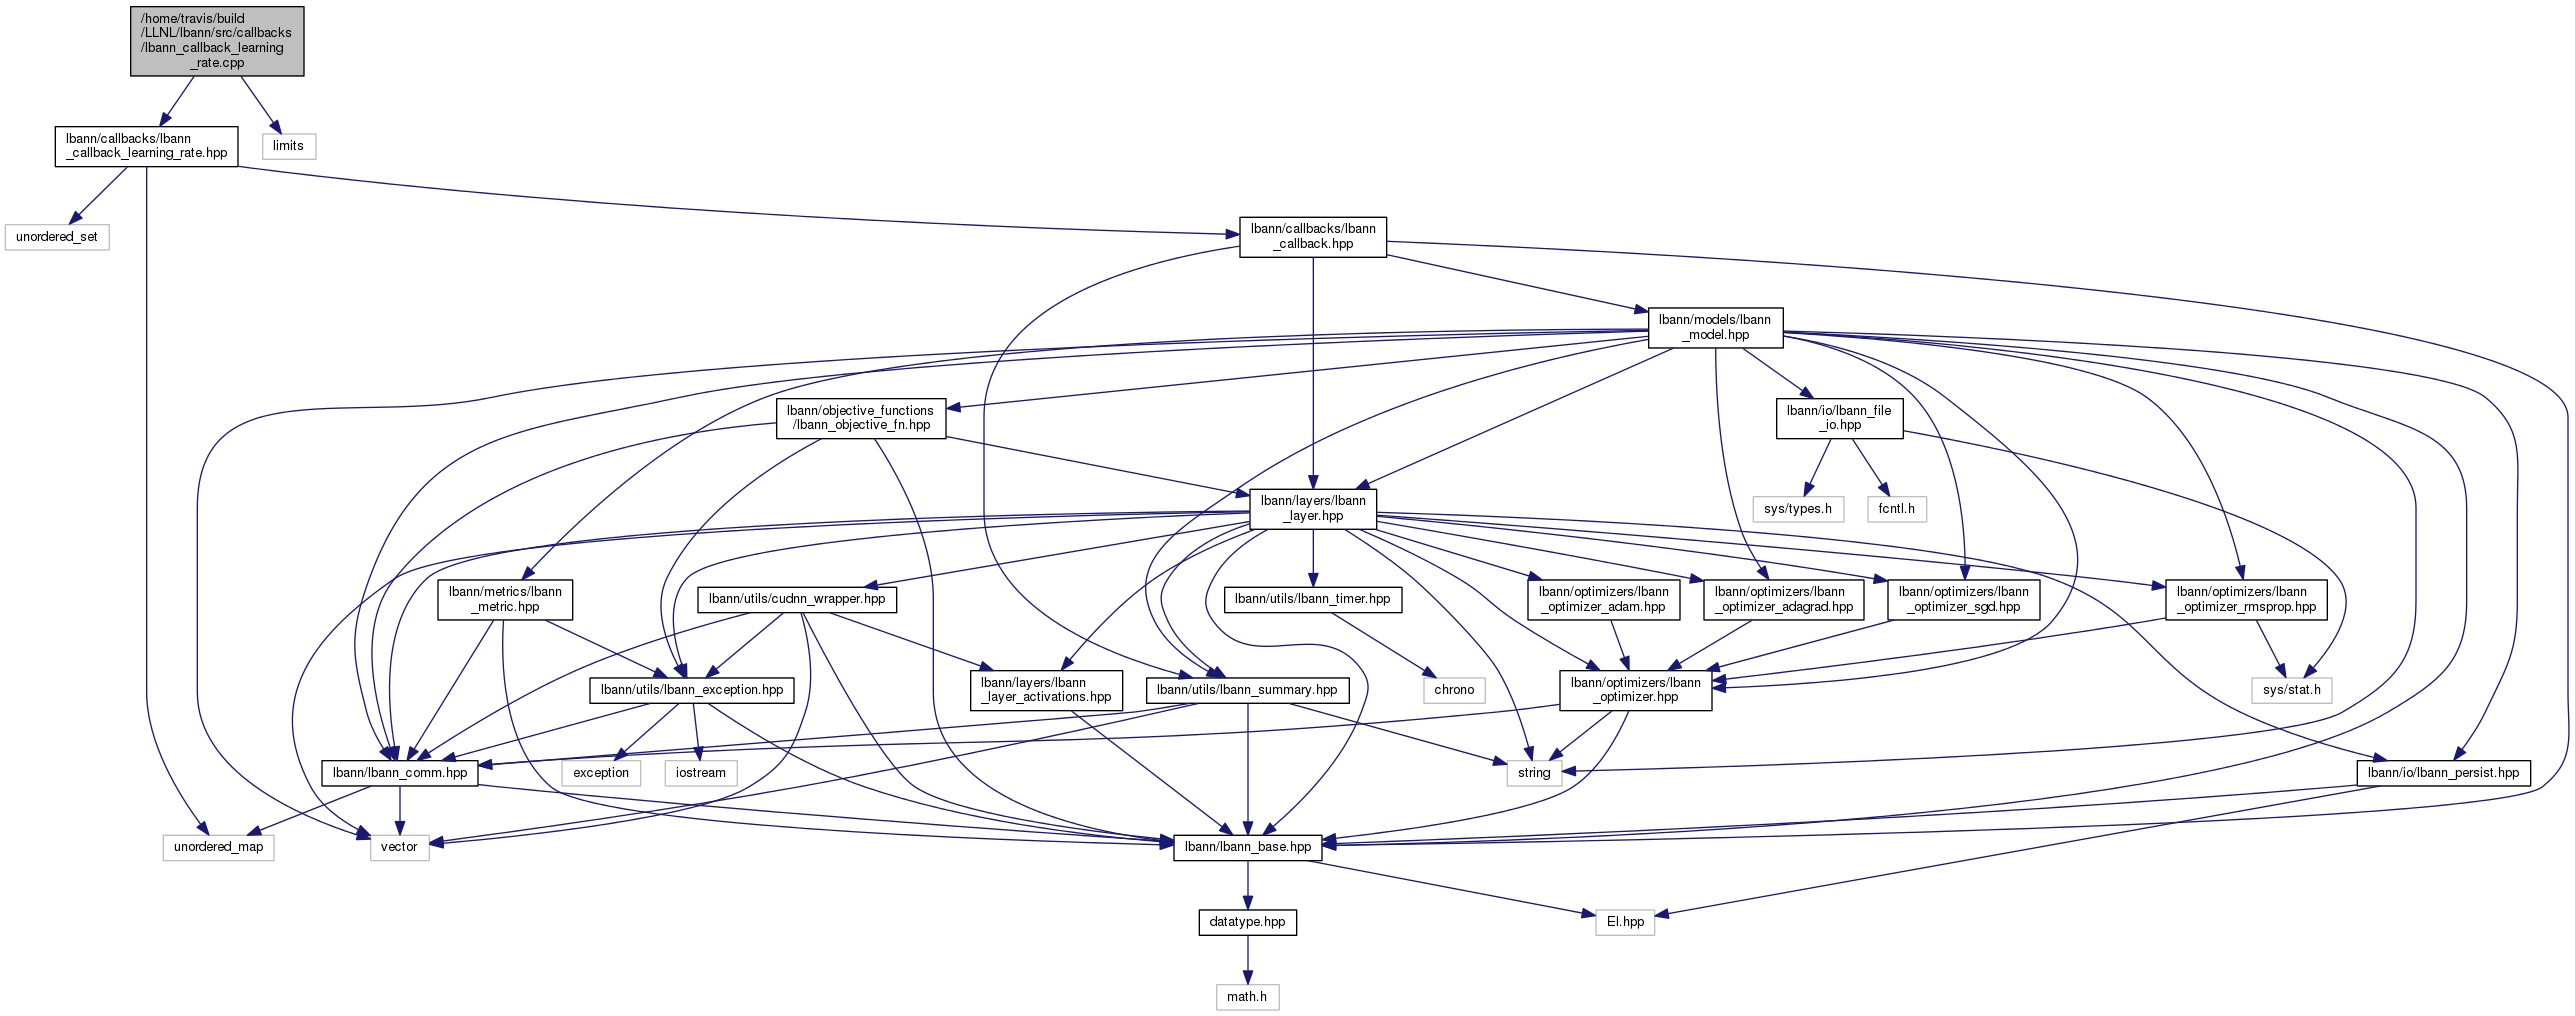 /home/travis/build
/LLNL/lbann/src/callbacks
/lbann_callback_learning
_rate.cpp
lbann/callbacks/lbann
_callback_learning_rate.hpp
limits
unordered_set
lbann/callbacks/lbann
_callback.hpp
lbann/models/lbann
_model.hpp
lbann/objective_functions
/lbann_objective_fn.hpp
lbann/io/lbann_file
_io.hpp
lbann/layers/lbann
_layer.hpp
sys/types.h
fcntl.h
lbann/metrics/lbann
_metric.hpp
lbann/utils/cudnn_wrapper.hpp
lbann/utils/lbann_timer.hpp
lbann/optimizers/lbann
_optimizer_adam.hpp
lbann/optimizers/lbann
_optimizer_adagrad.hpp
lbann/optimizers/lbann
_optimizer_sgd.hpp
lbann/optimizers/lbann
_optimizer_rmsprop.hpp
lbann/utils/lbann_exception.hpp
lbann/layers/lbann
_layer_activations.hpp
lbann/utils/lbann_summary.hpp
chrono
lbann/optimizers/lbann
_optimizer.hpp
sys/stat.h
lbann/lbann_comm.hpp
exception
iostream
string
lbann/io/lbann_persist.hpp
unordered_map
vector
lbann/lbann_base.hpp
datatype.hpp
El.hpp
math.h